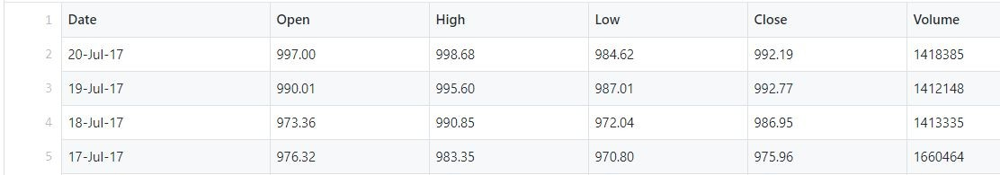 1 Date Open High Low Close Volume
2 20-Jul-17 997.00 998.68 984.62 992.19 1418385
3 19-Jul-17 990.01 995.60 987.01 992.77 1412148
4 18-Jul-17 973.36 990.85 972.04 986.95 1413335
5 17-Jul-17 976.32 983.35 970.80 975.96 1660464